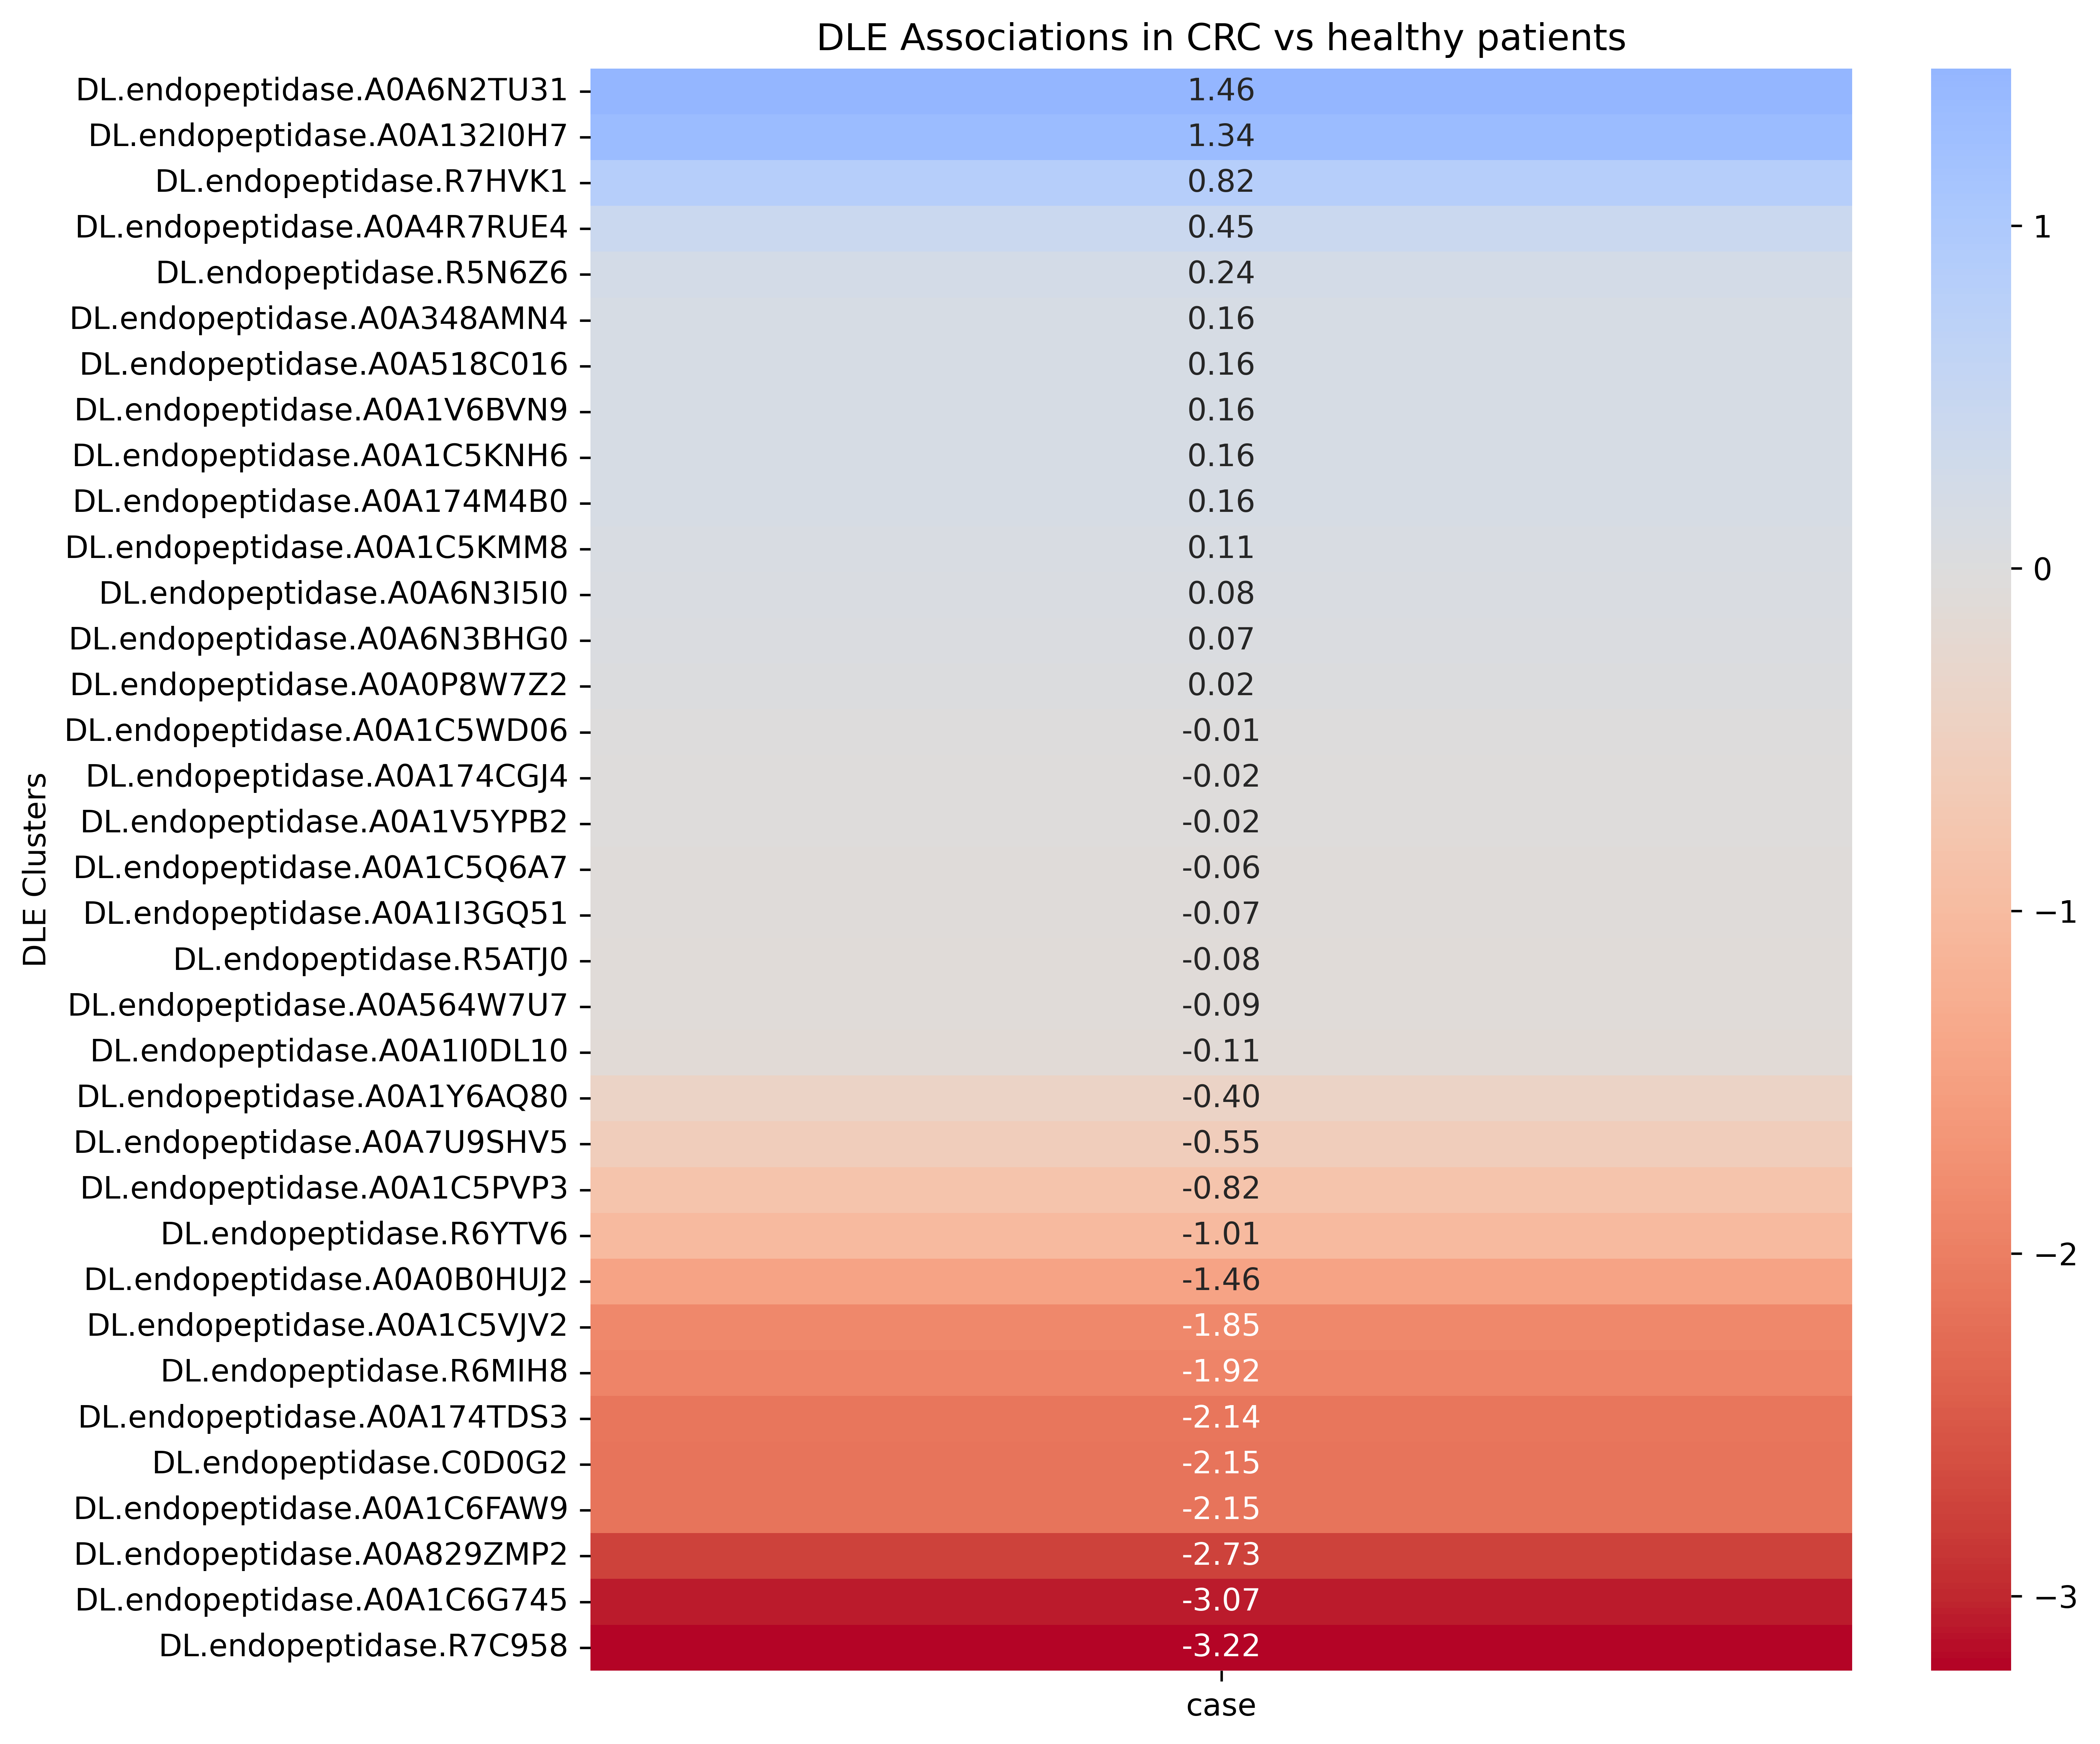 DLE Associations in CRC vs healthy patients
DL.endopeptidase.A0A6N2TU31 1.46
DL.endopeptidase.A0A132I0H7 1.34
DL.endopeptidase.R7HVK1 0.82
DL.endopeptidase.A0A4R7RUE4 0.45
DL.endopeptidase.R5N6Z6 0.24
DL.endopeptidase.A0A348AMN4 0.16
DL.endopeptidase.A0A518C016 0.16
DL.endopeptidase.A0A1V6BVN9 0.16
DL.endopeptidase.A0A1C5KNH6 0.16
DL.endopeptidase.A0A174M4B0 0.16
DL.endopeptidase.A0A1C5KMM8 0.11
DL.endopeptidase.A0A6N3I5I0 0.08
DL.endopeptidase.A0A6N3BHG0 0.07
DL.endopeptidase.A0A0P8W7Z2 0.02
DL.endopeptidase.A0A1C5WD06 -0.01
DL.endopeptidase.A0A174CGJ4 -0.02
DL.endopeptidase.A0A1V5YPB2 -0.02
DL.endopeptidase.A0A1C5Q6A7 -0.06
DL.endopeptidase.A0A1I3GQ51 -0.07
DL.endopeptidase.R5ATJ0 -0.08
DL.endopeptidase.A0A564W7U7 -0.09
DL.endopeptidase.A0A1I0DL10 -0.11
DL.endopeptidase.A0A1Y6AQ80 -0.40
DL.endopeptidase.A0A7U9SHV5 -0.55
DL.endopeptidase.A0A1C5PVP3 -0.82
DL.endopeptidase.R6YTV6 -1.01
DL.endopeptidase.A0A0B0HUJ2 -1.46
DL.endopeptidase.A0A1C5VJV2 -1.85
DL.endopeptidase.R6MIH8 -1.92
DL.endopeptidase.A0A174TDS3 -2.14
DL.endopeptidase.C0D0G2 -2.15
DL.endopeptidase.A0A1C6FAW9 -2.15
DL.endopeptidase.A0A829ZMP2 -2.73
DL.endopeptidase.A0A1C6G745 -3.07
DL.endopeptidase.R7C958 -3.22
DLE Clusters
case
1
0
−1
−2
−3